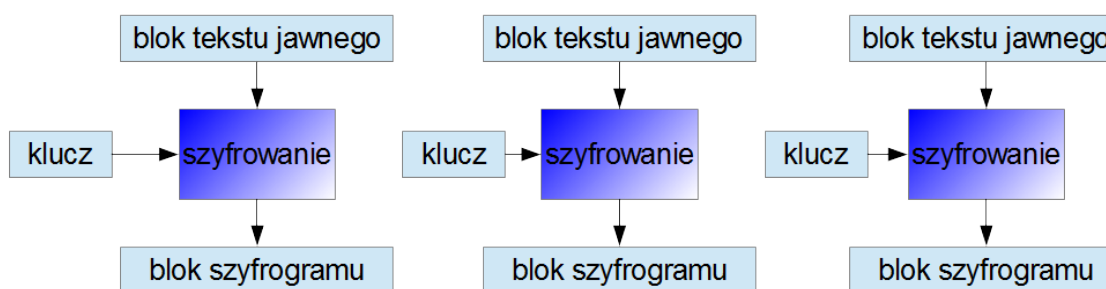 blok tekstu jawnego
blok tekstu jawnego
blok tekstu jawnego
klucz
szyfrowanie
klucz
szyfrowanie
klucz
szyfrowanie
blok szyfrogramu
blok szyfrogramu
blok szyfrogramu